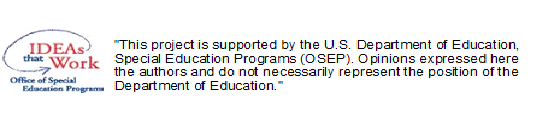 IDEAs
that Work
Office of Special
Education Programs
"This project is supported by the U.S. Department of Education,
Special Education Programs (OSEP). Opinions expressed here
the authors and do not necessarily represent the position of the
Department of Education."